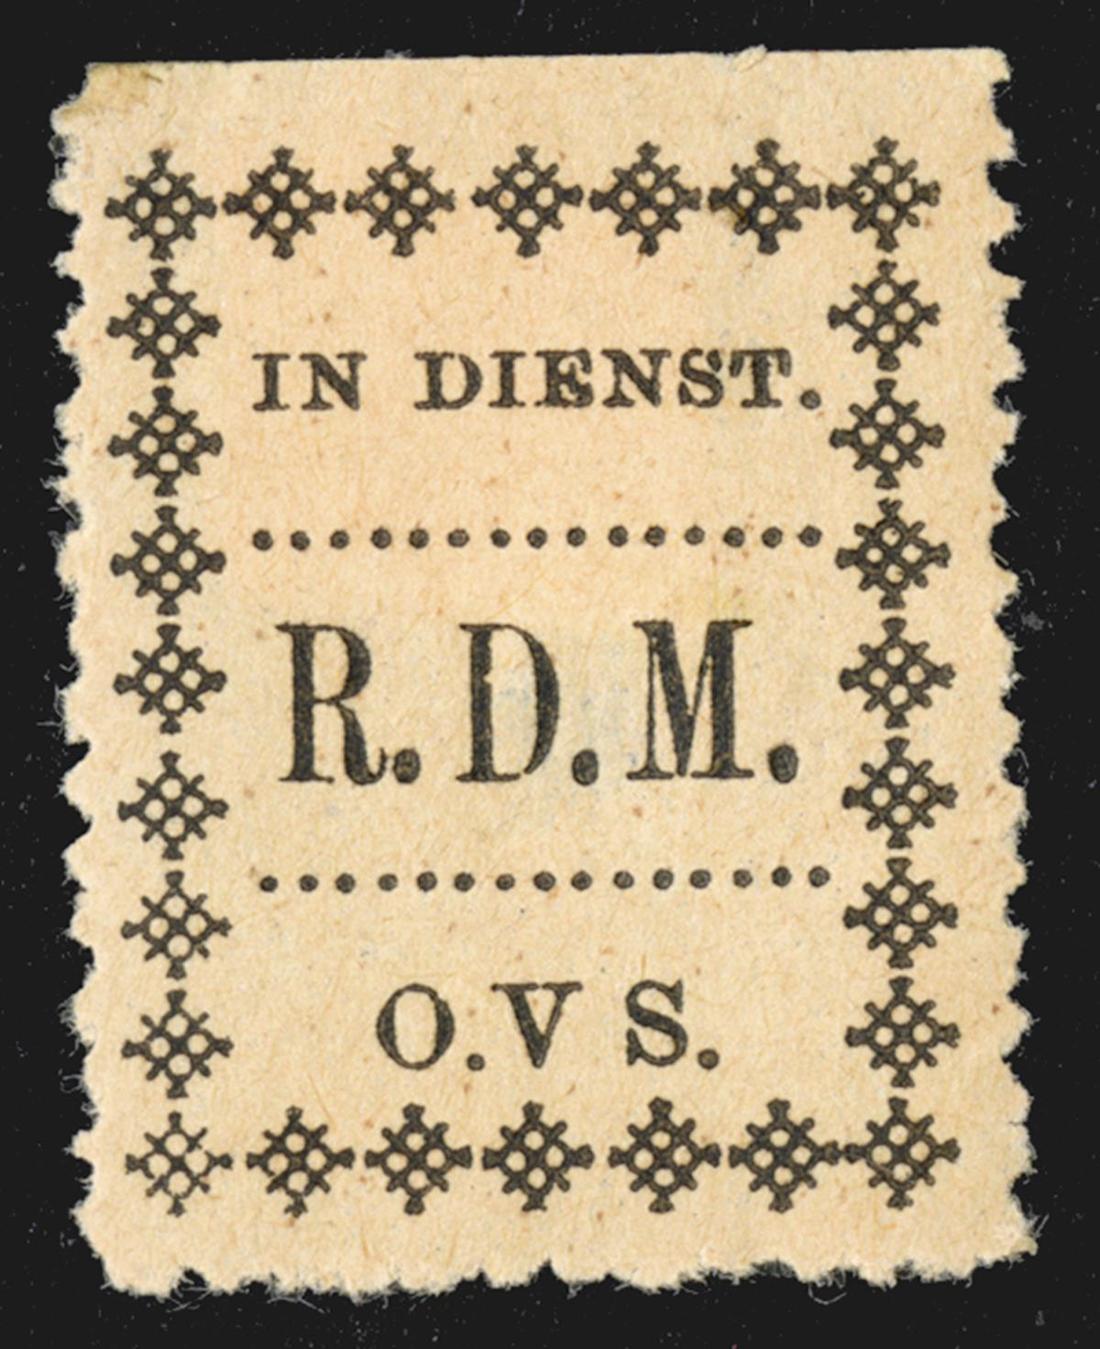 IN DIENST.
R.D.M.
O.V S.